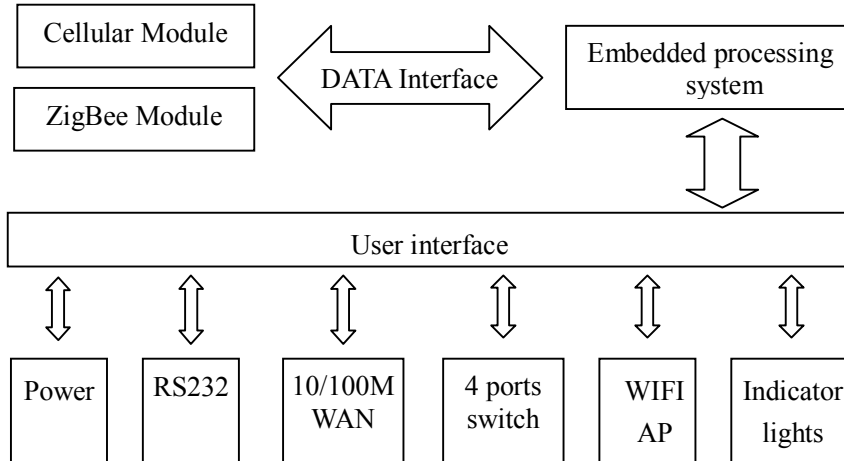 Cellular Module
ZigBee Module
DATA Interface
Embedded processing
system
User interface
Power
RS232
10/100M
WAN
4 ports
switch
WIFI
AP
Indicator
lights